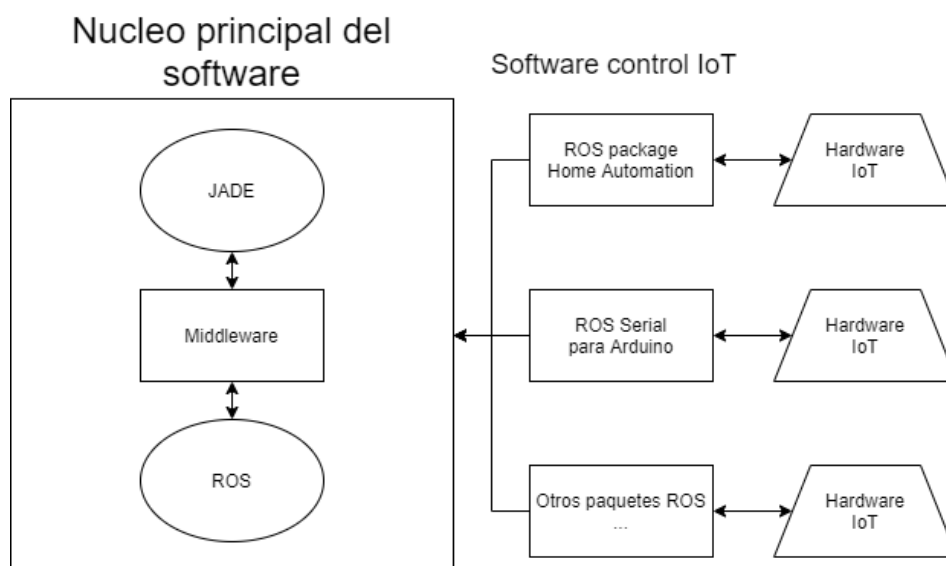 Nucleo principal del
software
Software control IoT
JADE
Middleware
ROS
ROS package
Home Automation
Hardware
IoT
ROS Serial
para Arduino
Hardware
IoT
Otros paquetes ROS
...
Hardware
IoT